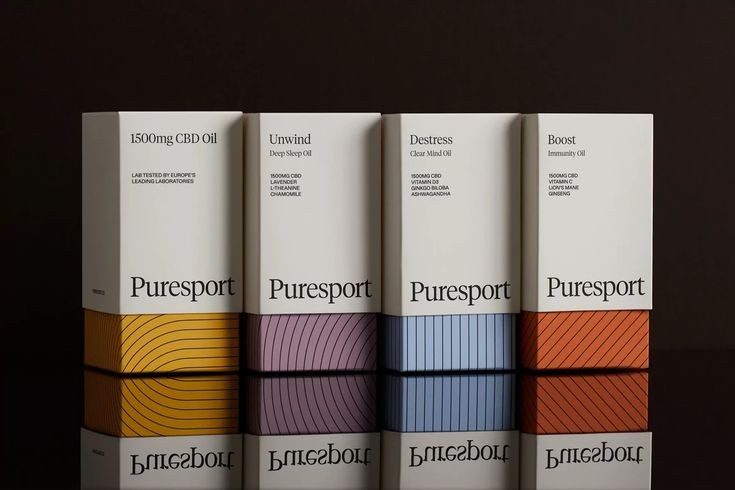 1500mg CBD Oil
LAB TESTED BY EUROPE'S
LEADING LABORATORIES
Puresport
Unwind
Deep Sleep Oil
1500MG CBD
LAVENDER
L-THEANINE
CHAMOMILE
Puresport
Destress
Clear Mind Oil
1500MG CBD
VITAMIN D3
GINKGO BILOBA
ASHWAGANDHA
Puresport
Boost
Immunity Oil
1500MG CBD
VITAMIN C
LION'S MANE
GINSENG
Puresport